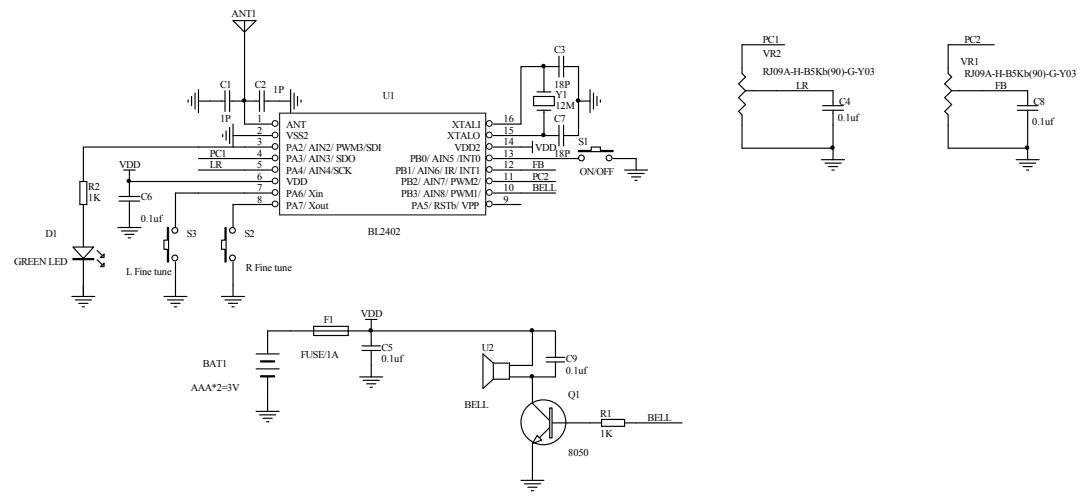 ANT1
C1
1P
C2
1P
U1
1
2
3
4
5
6
7
8
ANT
VSS2
PA2/ AIN2/ PWM3/SDI
PA3/ AIN3/ SDO
PA4/ AIN4/SCK
VDD
PA6/ Xin
PA7/ Xout
XTALI
XTALO
VDD2
PB0/ AIN5 /INT0
PB1/ AIN6/ IR/ INT1
PB2/ AIN7/ PWM2/
PB3/ AIN8/ PWM1/
PA5/ RSTb/ VPP
16
15
14
13
12
11
10
9
BL2402
PC1
LR
VDD
C6
0.1uf
R2
1K
D1
GREEN LED
S3
L Fine tune
S2
R Fine tune
C3
18P
Y1
12M
C7
18P
VDD
S1
ON/OFF
FB
PC2
BELL
PC1
VR2
RJ09A-H-B5Kb(90)-G-Y03
LR
C4
0.1uf
PC2
VR1
RJ09A-H-B5Kb(90)-G-Y03
FB
C8
0.1uf
F1
FUSE/1A
VDD
C5
0.1uf
BAT1
AAA*2=3V
U2
BELL
C9
0.1uf
Q1
8050
R1
1K
BELL